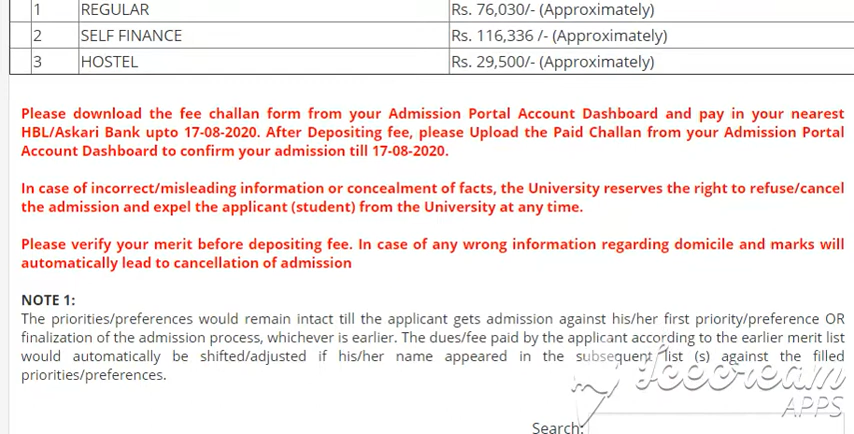 1 REGULAR Rs. 76,030/- (Approximately)
2 SELF FINANCE Rs. 116,336 /- (Approximately)
3 HOSTEL Rs. 29,500/- (Approximately)
Please download the fee challan form from your Admission Portal Account Dashboard and pay in your nearest
HBL/Askari Bank upto 17-08-2020. After Depositing fee, please Upload the Paid Challan from your Admission Portal
Account Dashboard to confirm your admission till 17-08-2020.
In case of incorrect/misleading information or concealment of facts, the University reserves the right to refuse/cancel
the admission and expel the applicant (student) from the University at any time.
Please verify your merit before depositing fee. In case of any wrong information regarding domicile and marks will
automatically lead to cancellation of admission
NOTE 1:
The priorities/preferences would remain intact till the applicant gets admission against his/her first priority/preference OR
finalization of the admission process, whichever is earlier. The dues/fee paid by the applicant according to the earlier merit list
would automatically be shifted/adjusted if his/her name appeared in the subsequent list (s) against the filled
priorities/preferences.
Icecream
APPS
Search: